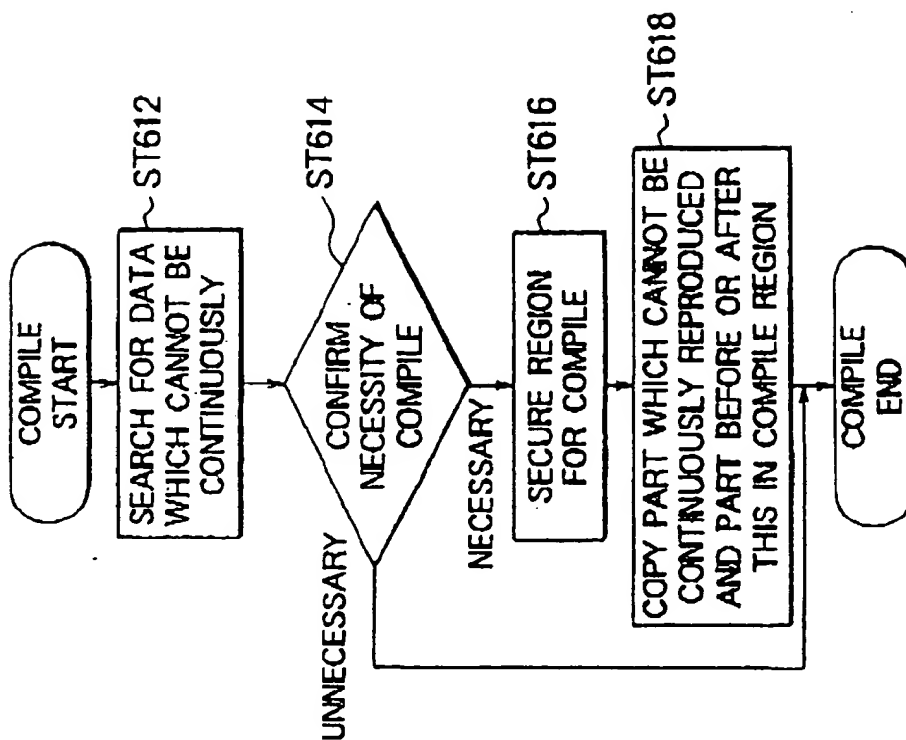 COMPILE
START
SEARCH FOR DATA
WHICH CANNOT BE
CONTINUOUSLY
ST612
CONFIRM
NECESSITY OF
COMPILE
ST614
UNNECESSARY
NECESSARY
SECURE REGION
FOR COMPILE
ST616
COPY PART WHICH CANNOT BE
CONTINUOUSLY REPRODUCED
AND PART BEFORE OR AFTER
THIS IN COMPILE REGION
ST618
COMPILE
END